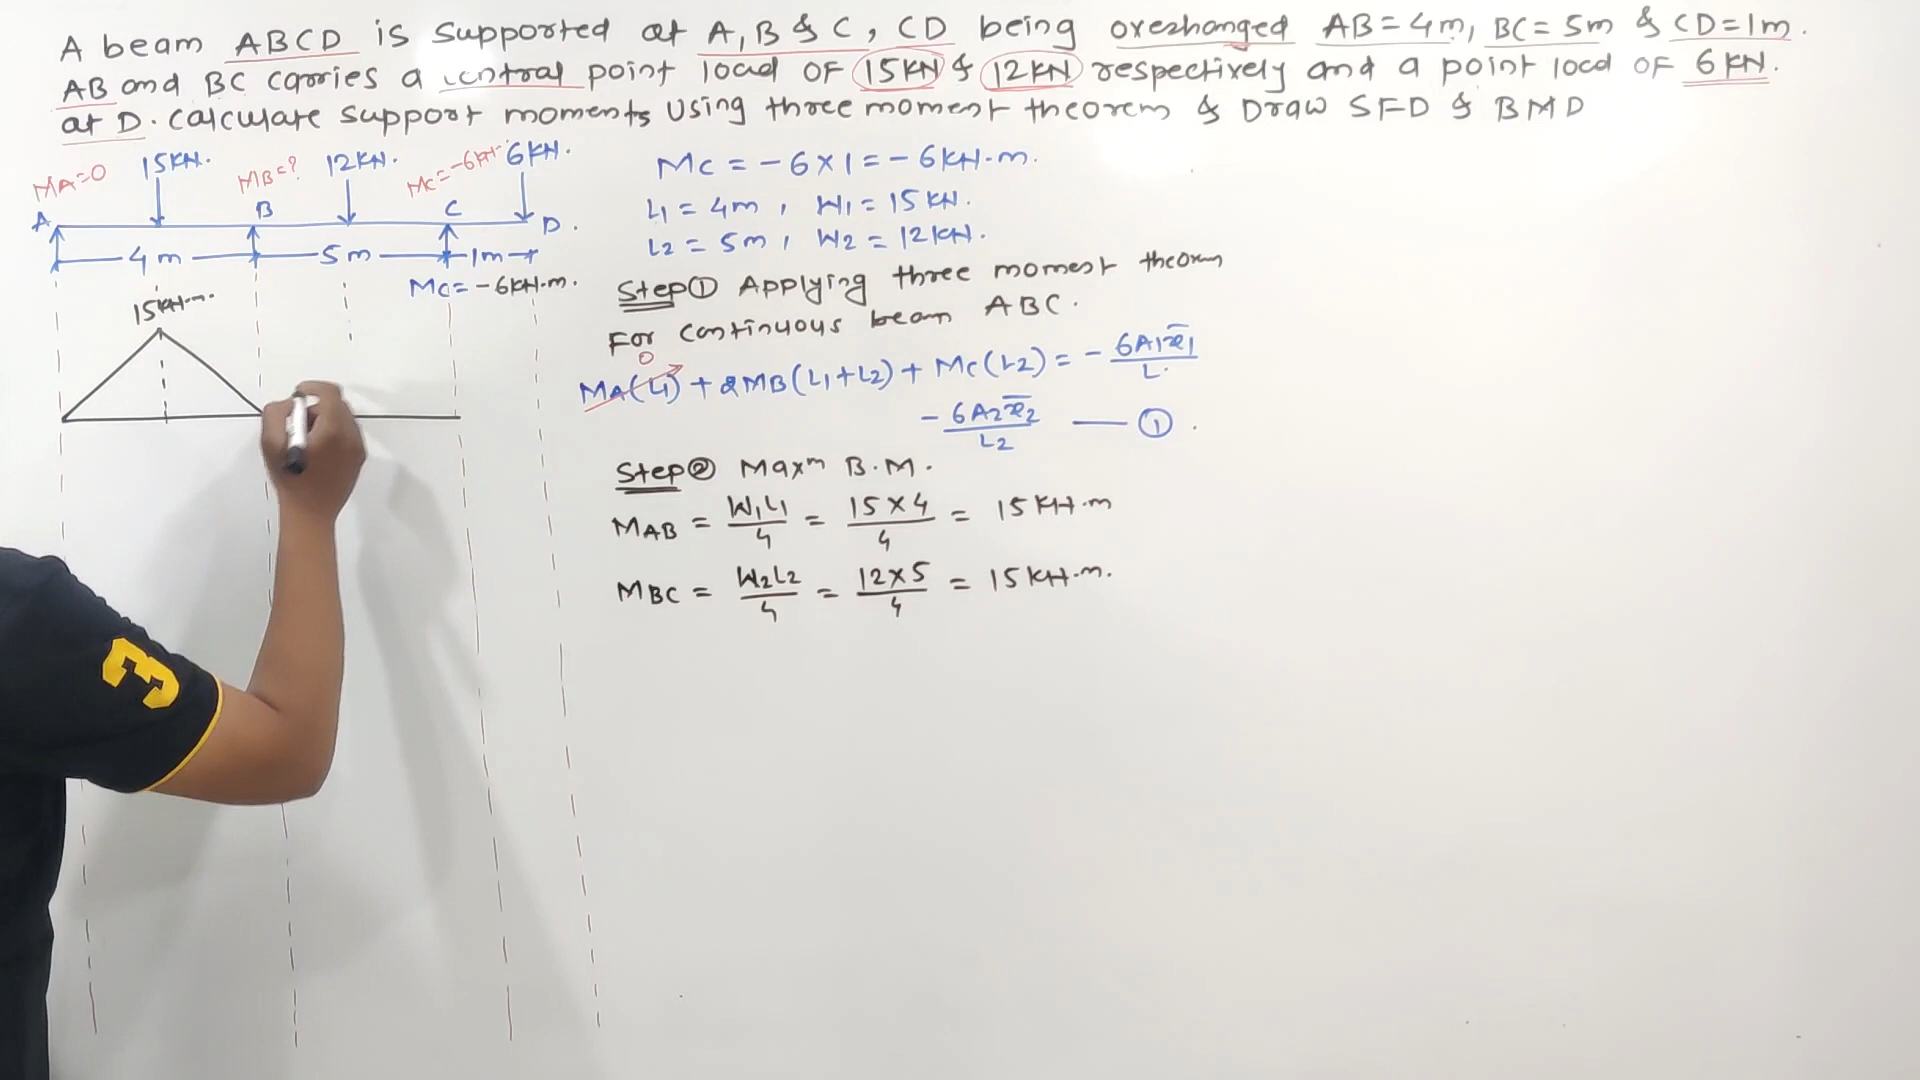 A beam ABCD is supported at A, B & C, CD being overhanged AB = 4m, BC = 5m & CD = 1m.
AB and BC carries a central point load OF 15KN & 12KN respectively and a point load OF 6KN.
at D. calculate support moments Using three moment theorem & Draw SFD & BMD
MA=0 15KN. MB=? 12KN. MC=-6KN- 6KN.
A B C D.
4m 5m 1m
MC = -6KN.m.
15KN.m.
MC = -6 × 1 = -6KN.m.
L1 = 4m, W1 = 15KN.
L2 = 5m, W2 = 12KN.
Step① Applying three moment theorem
For continuous beam ABC.
0
MA(L1) + 2MB(L1+L2) + MC(L2) = - 6A1x̄1/L.
- 6A2x̄2/L2 — ①.
Step② Maxm B.M.
MAB = W1L1/4 = 15×4/4 = 15KN.m
MBC = W2L2/4 = 12×5/4 = 15KN.m.
3